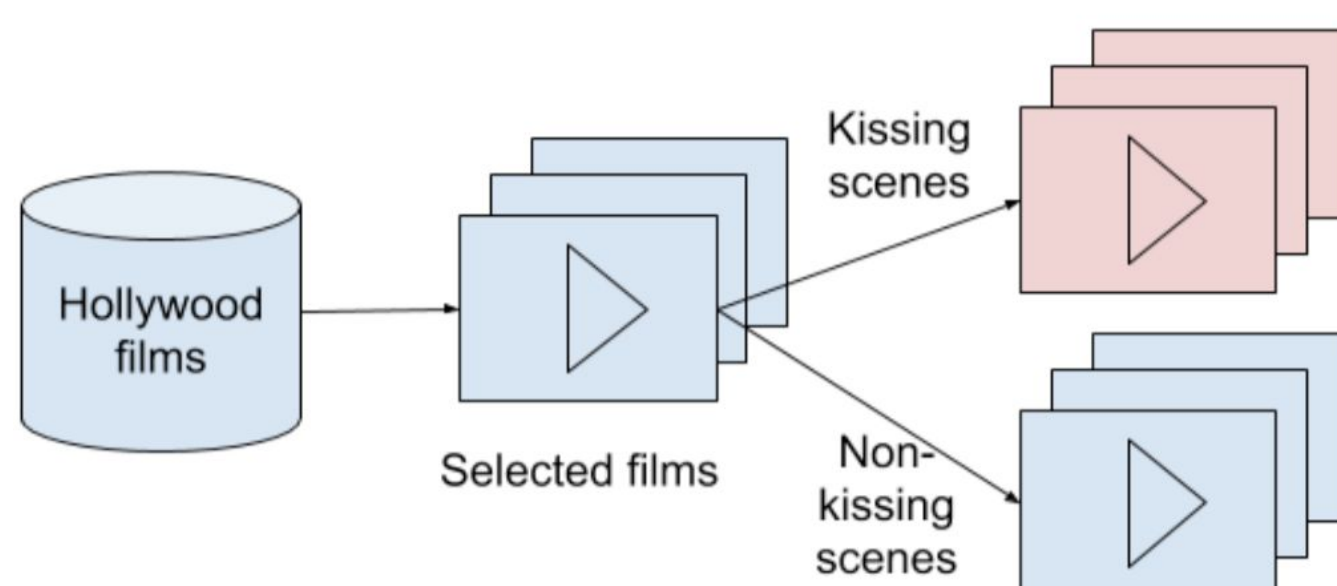 Hollywood
films
Selected films
Kissing
scenes
Non-
kissing
scenes